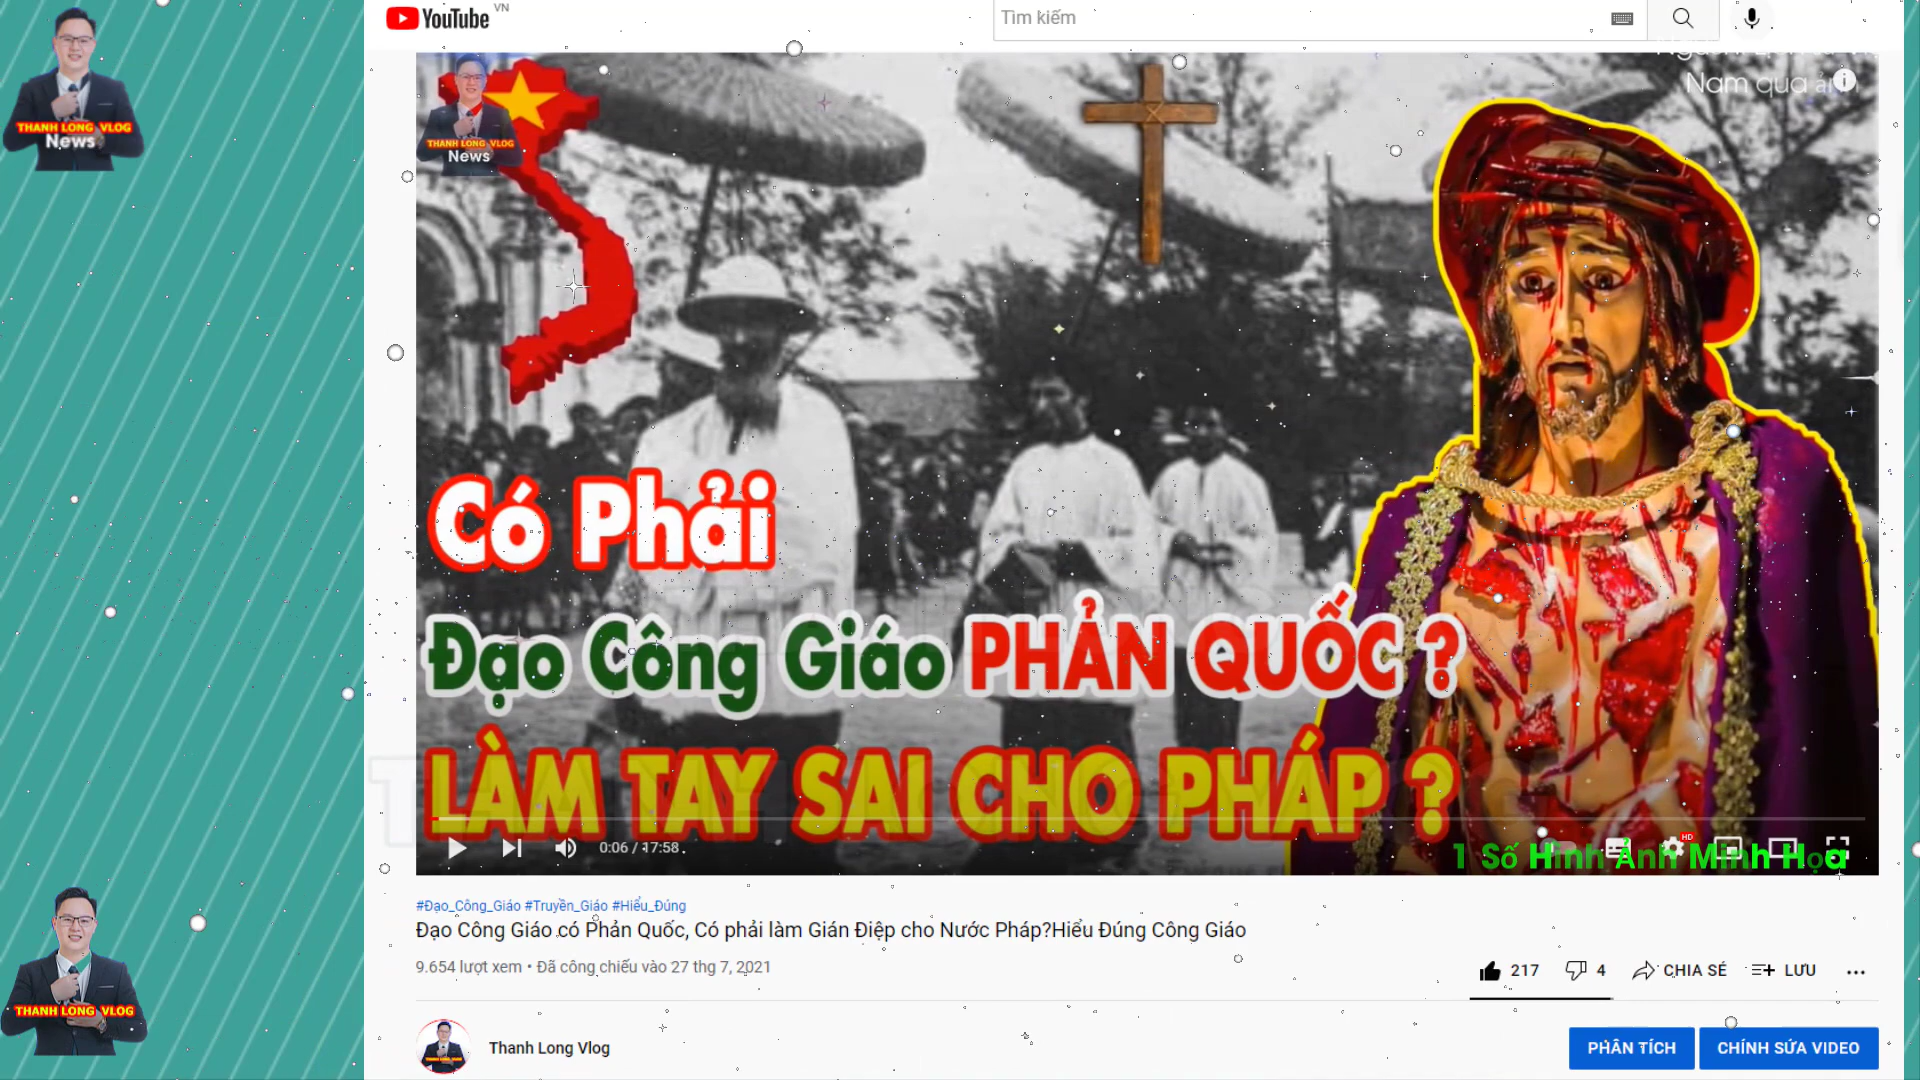 YouTube VN
Tìm kiếm
THANH LONG VLOG
News
THANH LONG VLOG
News
Nam qua ản
Có Phải
Đạo Công Giáo PHẢN QUỐC ?
LÀM TAY SAI CHO PHÁP ?
0:06 / 17:58
HD
1 Số Hình Ảnh Minh Họa
#Đạo_Công_Giáo #Truyền_Giáo #Hiểu_Đúng
Đạo Công Giáo có Phản Quốc, Có phải làm Gián Điệp cho Nước Pháp?Hiểu Đúng Công Giáo
9.654 lượt xem • Đã công chiếu vào 27 thg 7, 2021
217 4 CHIA SẺ LƯU
THANH LONG VLOG
Thanh Long Vlog
PHÂN TÍCH CHỈNH SỬA VIDEO